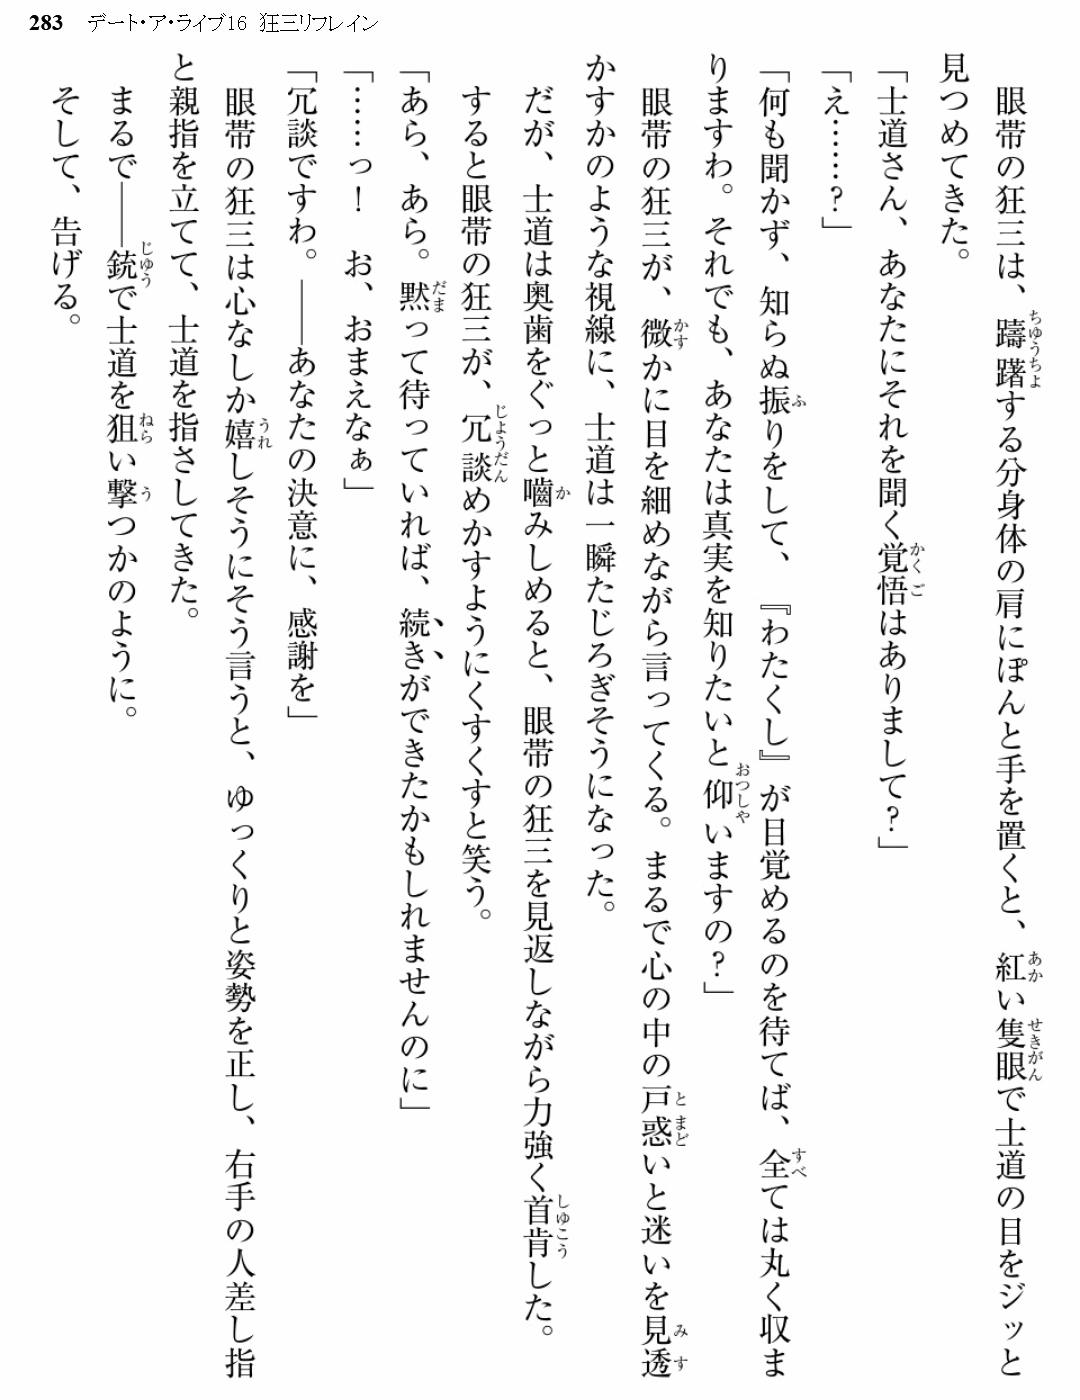 283 デート・ア・ライブ16 狂三リフレイン
眼帯の狂三は、躊躇する分身体の肩にぽんと手を置くと、紅い隻眼で士道の目をジッと
見つめてきた。
「士道さん、あなたにそれを聞く覚悟はありまして?」
「え……?」
「何も聞かず、知らぬ振りをして、『わたくし』が目覚めるのを待てば、全ては丸く収ま
りますわ。それでも、あなたは真実を知りたいと仰いますの?」
眼帯の狂三が、微かに目を細めながら言ってくる。まるで心の中の戸惑いと迷いを見透
かすかのような視線に、士道は一瞬たじろぎそうになった。
だが、士道は奥歯をぐっと嚙みしめると、眼帯の狂三を見返しながら力強く首肯した。
すると眼帯の狂三が、冗談めかすようにくすくすと笑う。
「あら、あら。黙って待っていれば、続きができたかもしれませんのに」
「……っ! お、おまえなぁ」
「冗談ですわ。――あなたの決意に、感謝を」
眼帯の狂三は心なしか嬉しそうにそう言うと、ゆっくりと姿勢を正し、右手の人差し指
と親指を立てて、士道を指さしてきた。
まるで――銃で士道を狙い撃つかのように。
そして、告げる。